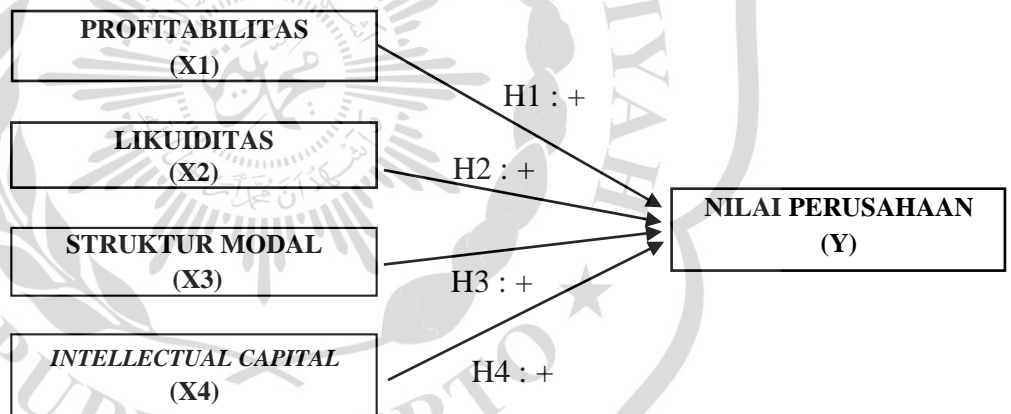 PROFITABILITAS
(X1)
H1 : +
LIKUIDITAS
(X2)
H2 : +
NILAI PERUSAHAAN
(Y)
STRUKTUR MODAL
(X3)
H3 : +
INTELLECTUAL CAPITAL
(X4)
H4 : +